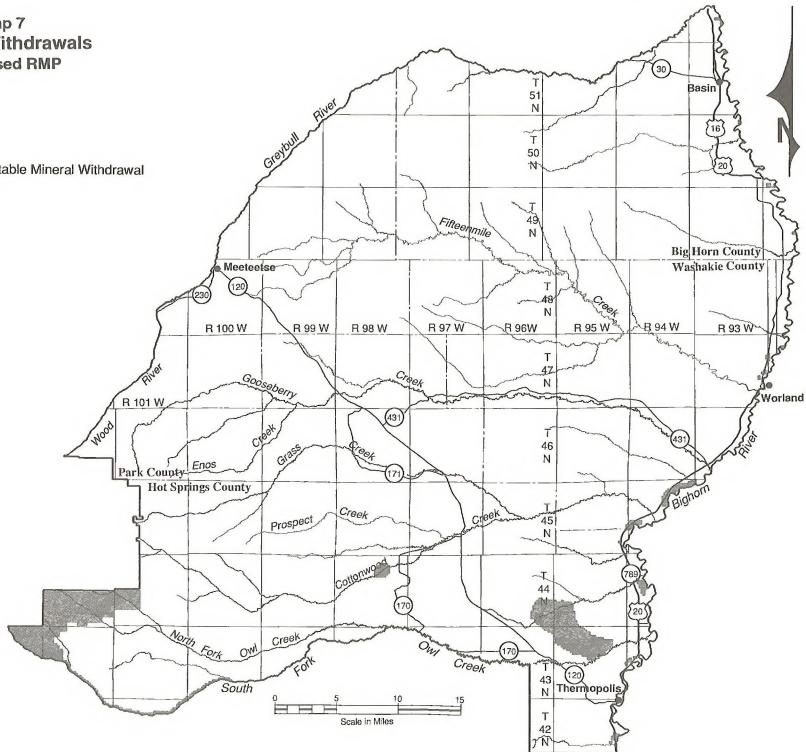 p 7
ithdrawals
sed RMP
table Mineral Withdrawal
N
30
Basin
T
51
N
16
20
Greybull
River
T
50
N
T
49
N
Fifteenmile
Creek
Big Horn County
Washakie County
Meeteetse
230
120
T
48
N
R 100 W
R 99 W
R 98 W
R 97 W
R 96W
R 95 W
R 94 W
R 93 W
T
47
N
Wood
River
R 101 W
Gooseberry
Creek
Worland
431
431
T
46
N
Enos
Creek
Grass
Creek
171
Park County
Hot Springs County
Bighorn
River
Prospect
Creek
Creek
T
45
N
Cottonwood
789
T
44
N
170
20
North
Fork
Owl
Creek
South
Fork
Owl
Creek
170
T
43
N
120
Thermopolis
T
42
N
0
5
10
15
Scale in Miles